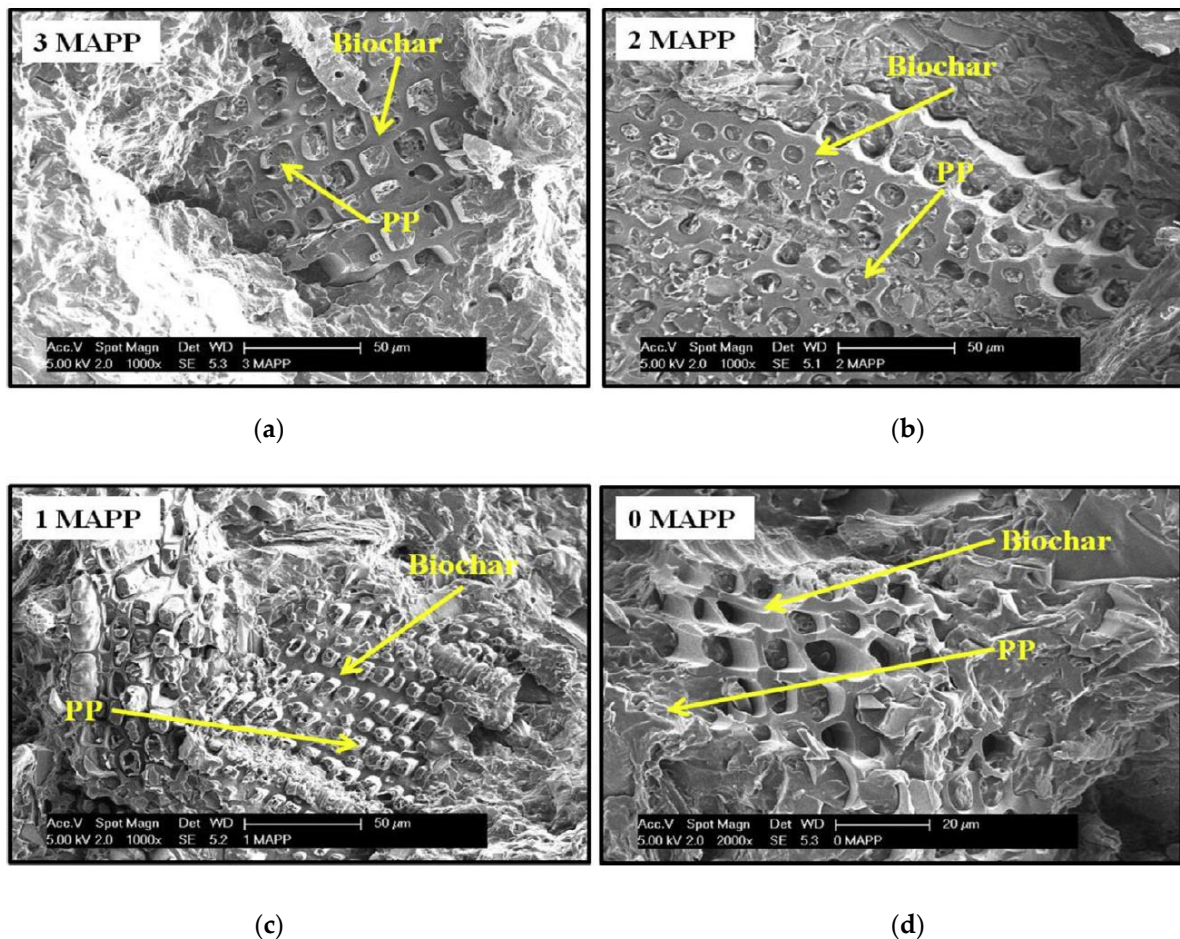 3 MAPP
Biochar
PP
Acc.V Spot Magn Det WD 50 µm
5.00 kV 2.0 1000x SE 5.3 3 MAPP
(a)
2 MAPP
Biochar
PP
Acc.V Spot Magn Det WD 50 µm
5.00 kV 2.0 1000x SE 5.1 2 MAPP
(b)
1 MAPP
Biochar
PP
Acc.V Spot Magn Det WD 50 µm
5.00 kV 2.0 1000x SE 5.2 1 MAPP
(c)
0 MAPP
Biochar
PP
Acc.V Spot Magn Det WD 20 µm
5.00 kV 2.0 2000x SE 5.3 0 MAPP
(d)